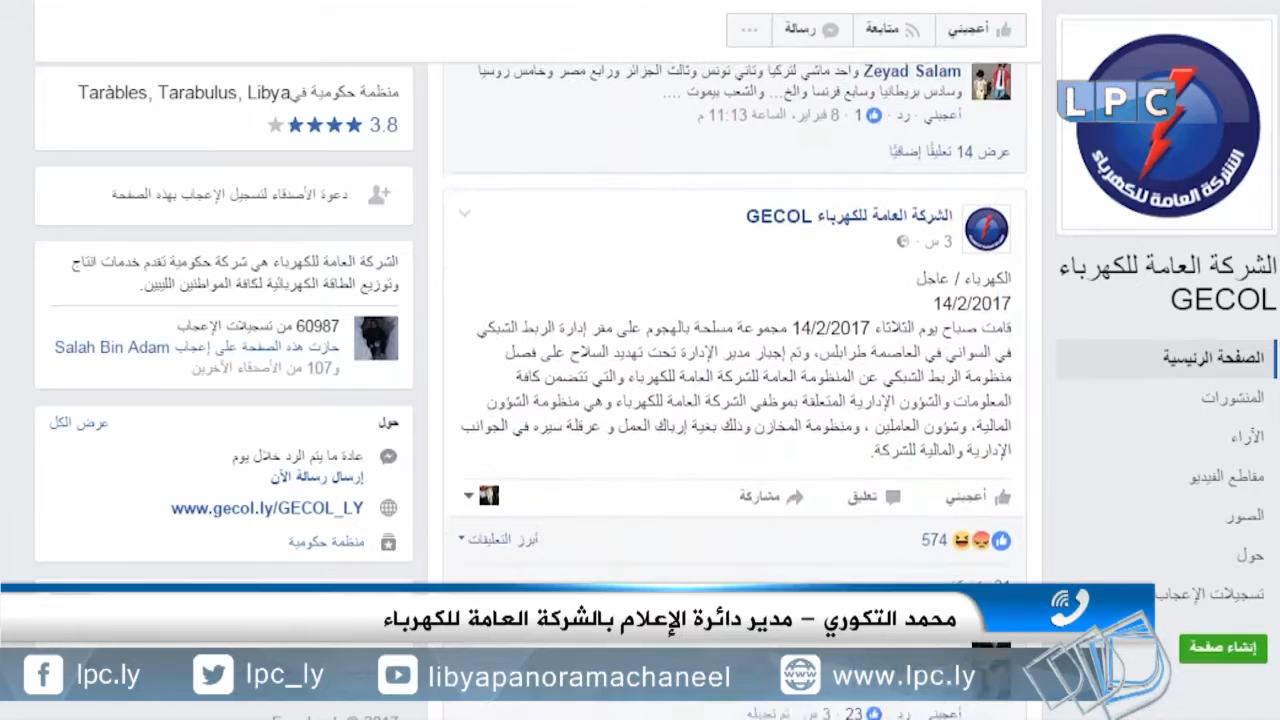 أعجبني
متابعة
رسالة
LPC
الشركة العامة للكهرباء
الشركة العامة للكهرباء
GECOL
الصفحة الرئيسية
المنشورات
الآراء
مقاطع الفيديو
الصور
حول
تسجيلات الإعجاب
إنشاء صفحة
Zeyad Salam واحد ماشي لتركيا وثاني تونس وثالث الجزائر ورابع مصر وخامس روسيا
وسادس بريطانيا وسابع فرنسا والخ... والشعب بيموت ....
أعجبني · رد · 1 · 8 فبراير، الساعة 11:13 م
عرض 14 تعليقًا إضافيًا
الشركة العامة للكهرباء GECOL
3 س ·
الكهرباء / عاجل
14/2/2017
قامت صباح يوم الثلاثاء 14/2/2017 مجموعة مسلحة بالهجوم على مقر إدارة الربط الشبكي
في السواني في العاصمة طرابلس، وتم إجبار مدير الإدارة تحت تهديد السلاح على فصل
منظومة الربط الشبكي عن المنظومة العامة للشركة العامة للكهرباء والتي تتضمن كافة
المعلومات والشؤون الإدارية المتعلقة بموظفي الشركة العامة للكهرباء وهي منظومة الشؤون
المالية، وشؤون العاملين ، ومنظومة المخازن وذلك بغية إرباك العمل و عرقلة سيره في الجوانب
الإدارية والمالية للشركة.
أعجبني
تعليق
مشاركة
574
أبرز التعليقات
أعجبني · رد · 23 · 3 س · تم تعديله
منظمة حكومية في Taràbles, Tarabulus, Libya
3.8
دعوة الأصدقاء لتسجيل الإعجاب بهذه الصفحة
الشركة العامة للكهرباء هي شركة حكومية تقدم خدمات انتاج
وتوزيع الطاقة الكهربائية لكافة المواطنين الليبين.
60987 من تسجيلات الإعجاب
حازت هذه الصفحة على إعجاب Salah Bin Adam
و107 من الأصدقاء الآخرين
حول
عرض الكل
عادة ما يتم الرد خلال يوم
إرسال رسالة الآن
www.gecol.ly/GECOL_LY
منظمة حكومية
محمد التكوري - مدير دائرة الإعلام بالشركة العامة للكهرباء
lpc.ly
lpc_ly
libyapanoramachaneel
www.lpc.ly